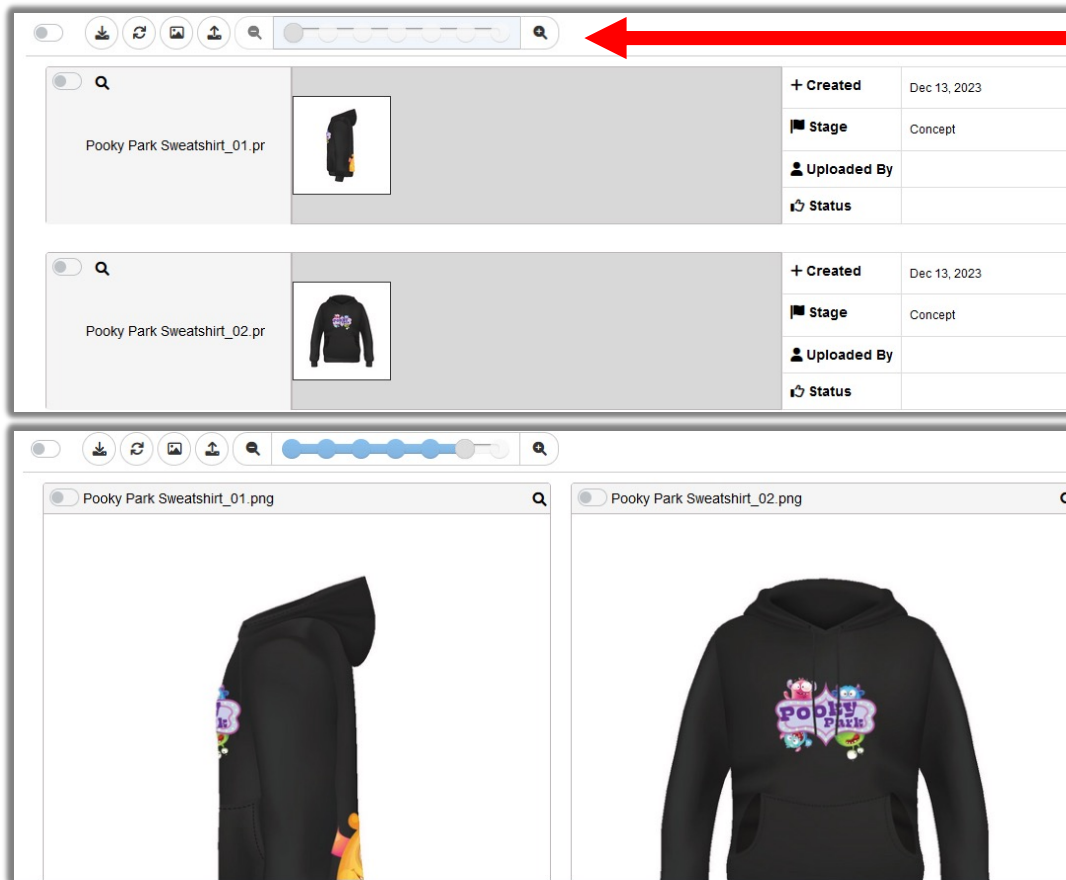 + Created Dec 13, 2023
Stage Concept
Pooky Park Sweatshirt_01.pr
Uploaded By
Status
+ Created Dec 13, 2023
Stage Concept
Pooky Park Sweatshirt_02.pr
Uploaded By
Status
Pooky Park Sweatshirt_01.png
Pooky Park Sweatshirt_02.png
POOKY
Park